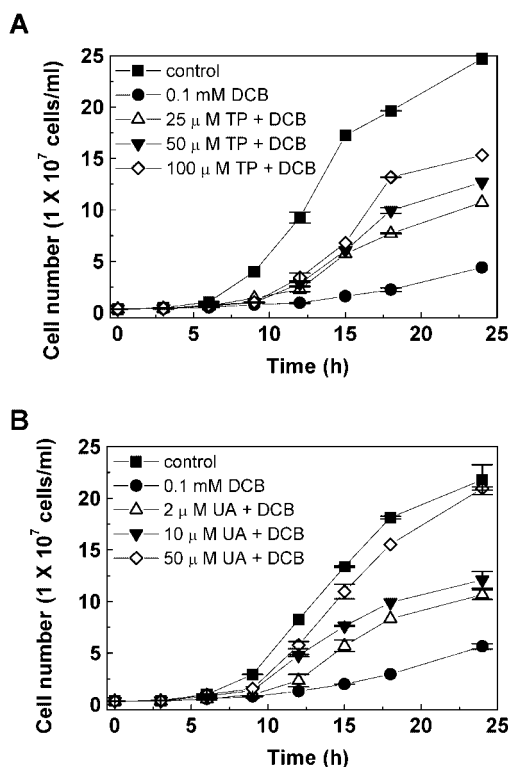 A
25
20
15
10
5
0
control
0.1 mM DCB
25 μ M TP + DCB
50 μ M TP + DCB
100 μ M TP + DCB
Cell number (1 X 10⁷ cells/ml)
0 5 10 15 20 25
Time (h)
B
25
20
15
10
5
0
control
0.1 mM DCB
2 μ M UA + DCB
10 μ M UA + DCB
50 μ M UA + DCB
Cell number (1 X 10⁷ cells/ml)
0 5 10 15 20 25
Time (h)